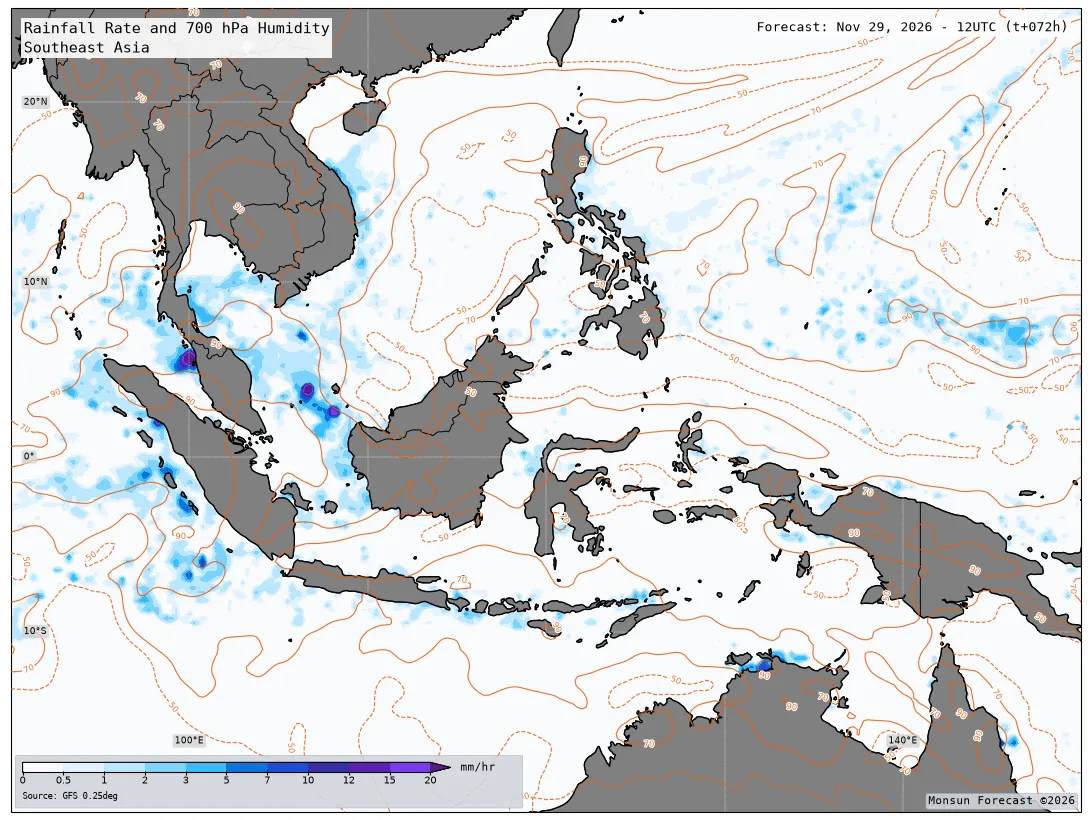 Rainfall Rate and 700 hPa Humidity
Southeast Asia
Forecast: Nov 29, 2026 - 12UTC (t+072h)
20°N
10°N
0°
10°S
100°E
140°E
0 0.5 1 2 3 5 7 10 12 15 20 mm/hr
Source: GFS 0.25deg
Monsun Forecast ©2026